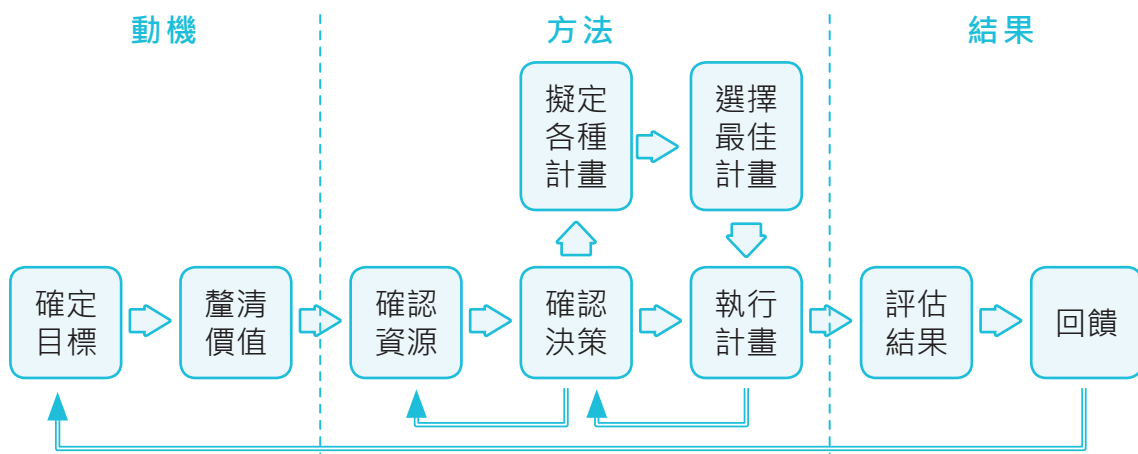 動機
方法
結果
擬定
各種
計畫
選擇
最佳
計畫
確定
目標
釐清
價值
確認
資源
確認
決策
執行
計畫
評估
結果
回饋